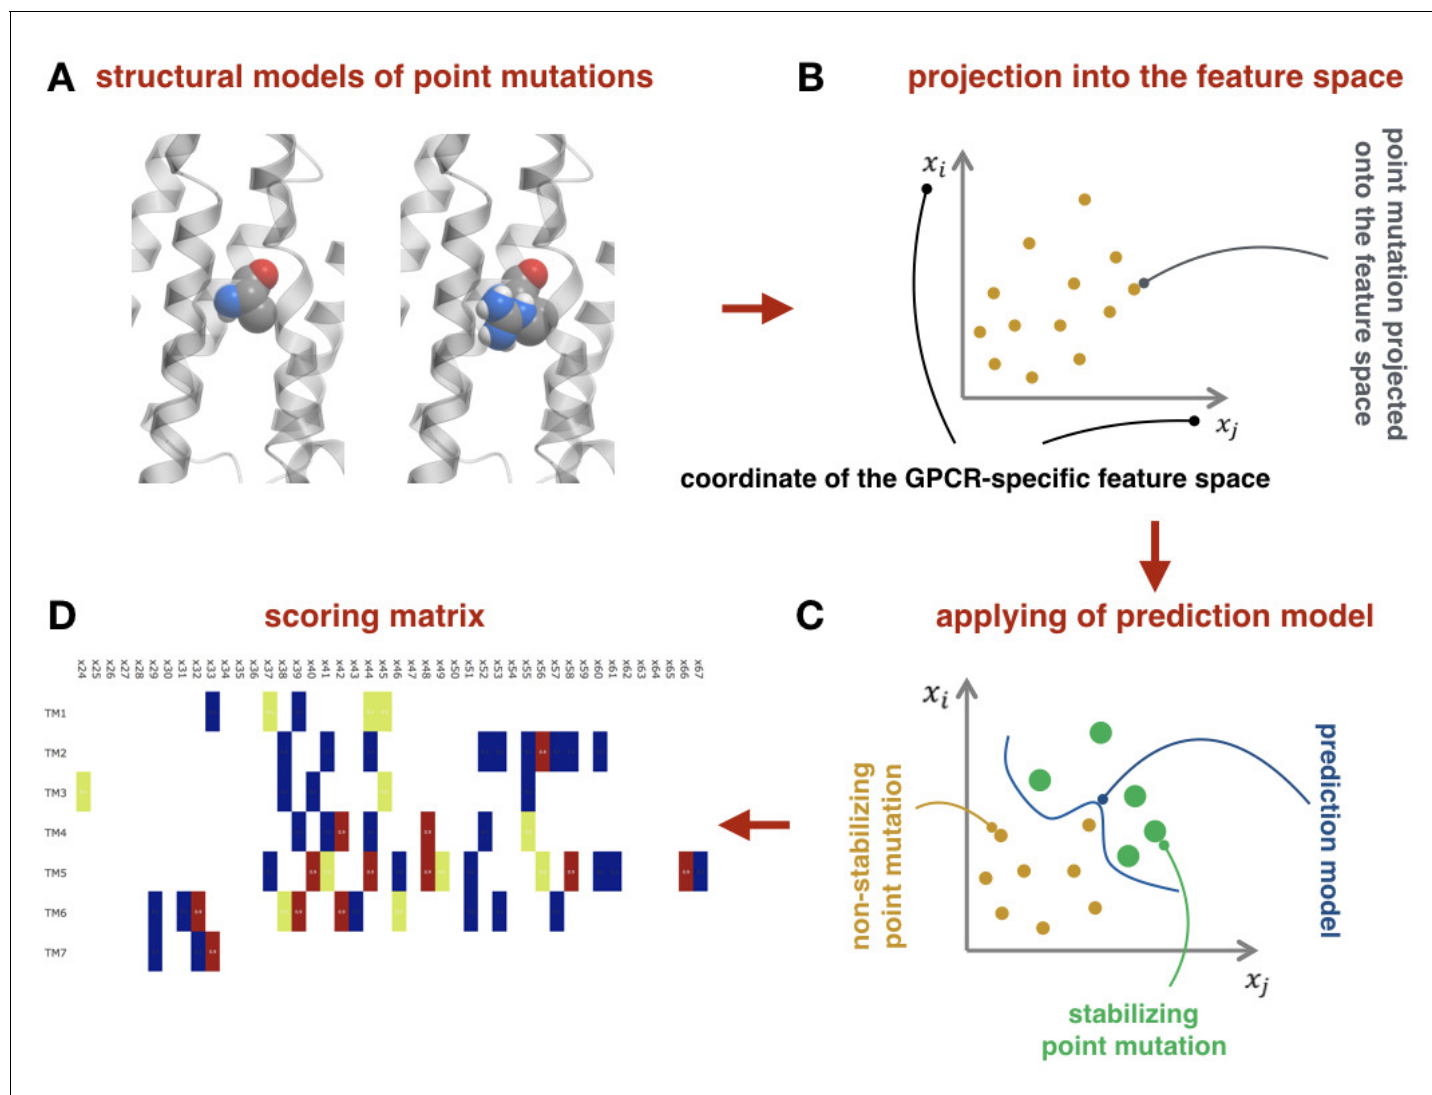 A structural models of point mutations
B projection into the feature space
xi
xj
point mutation projected
onto the feature space
coordinate of the GPCR-specific feature space
D scoring matrix
x24 x25 x26 x27 x28 x29 x30 x31 x32 x33 x34 x35 x36 x37 x38 x39 x40 x41 x42 x43 x44 x45 x46 x47 x48 x49 x50 x51 x52 x53 x54 x55 x56 x57 x58 x59 x60 x61 x62 x63 x64 x65 x66 x67
TM1
TM2
TM3
TM4
TM5
TM6
TM7
C applying of prediction model
xi
xj
non-stabilizing
point mutation
prediction model
stabilizing
point mutation